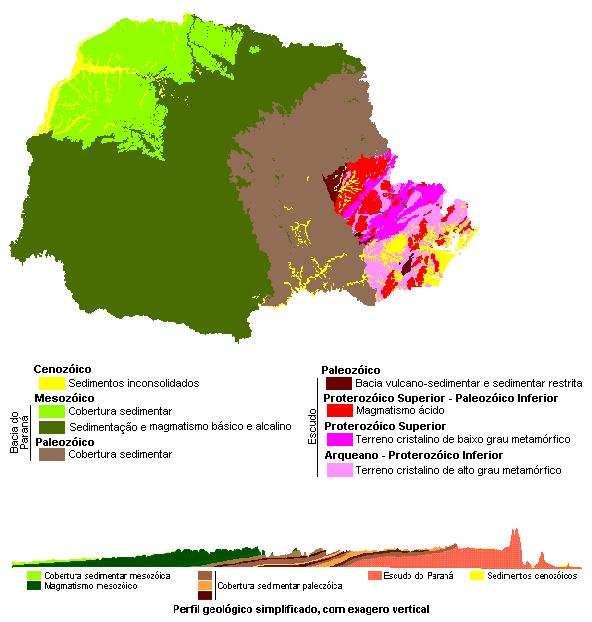 Cenozóico
Sedimentos inconsolidados
Mesozóico
Cobertura sedimentar
Sedimentação e magmatismo básico e alcalino
Paleozóico
Cobertura sedimentar
Bacia do
Paraná
Paleozóico
Bacia vulcano-sedimentar e sedimentar restrita
Proterozóico Superior - Paleozóico Inferior
Magmatismo ácido
Proterozóico Superior
Terreno cristalino de baixo grau metamórfico
Arqueano - Proterozóico Inferior
Terreno cristalino de alto grau metamórfico
Escudo
Cobertura sedimentar mesozóica
Magmatismo mesozóico
Cobertura sedimentar paleozóica
Escudo do Paraná
Sedimentos cenozóicos
Perfil geológico simplificado, com exagero vertical